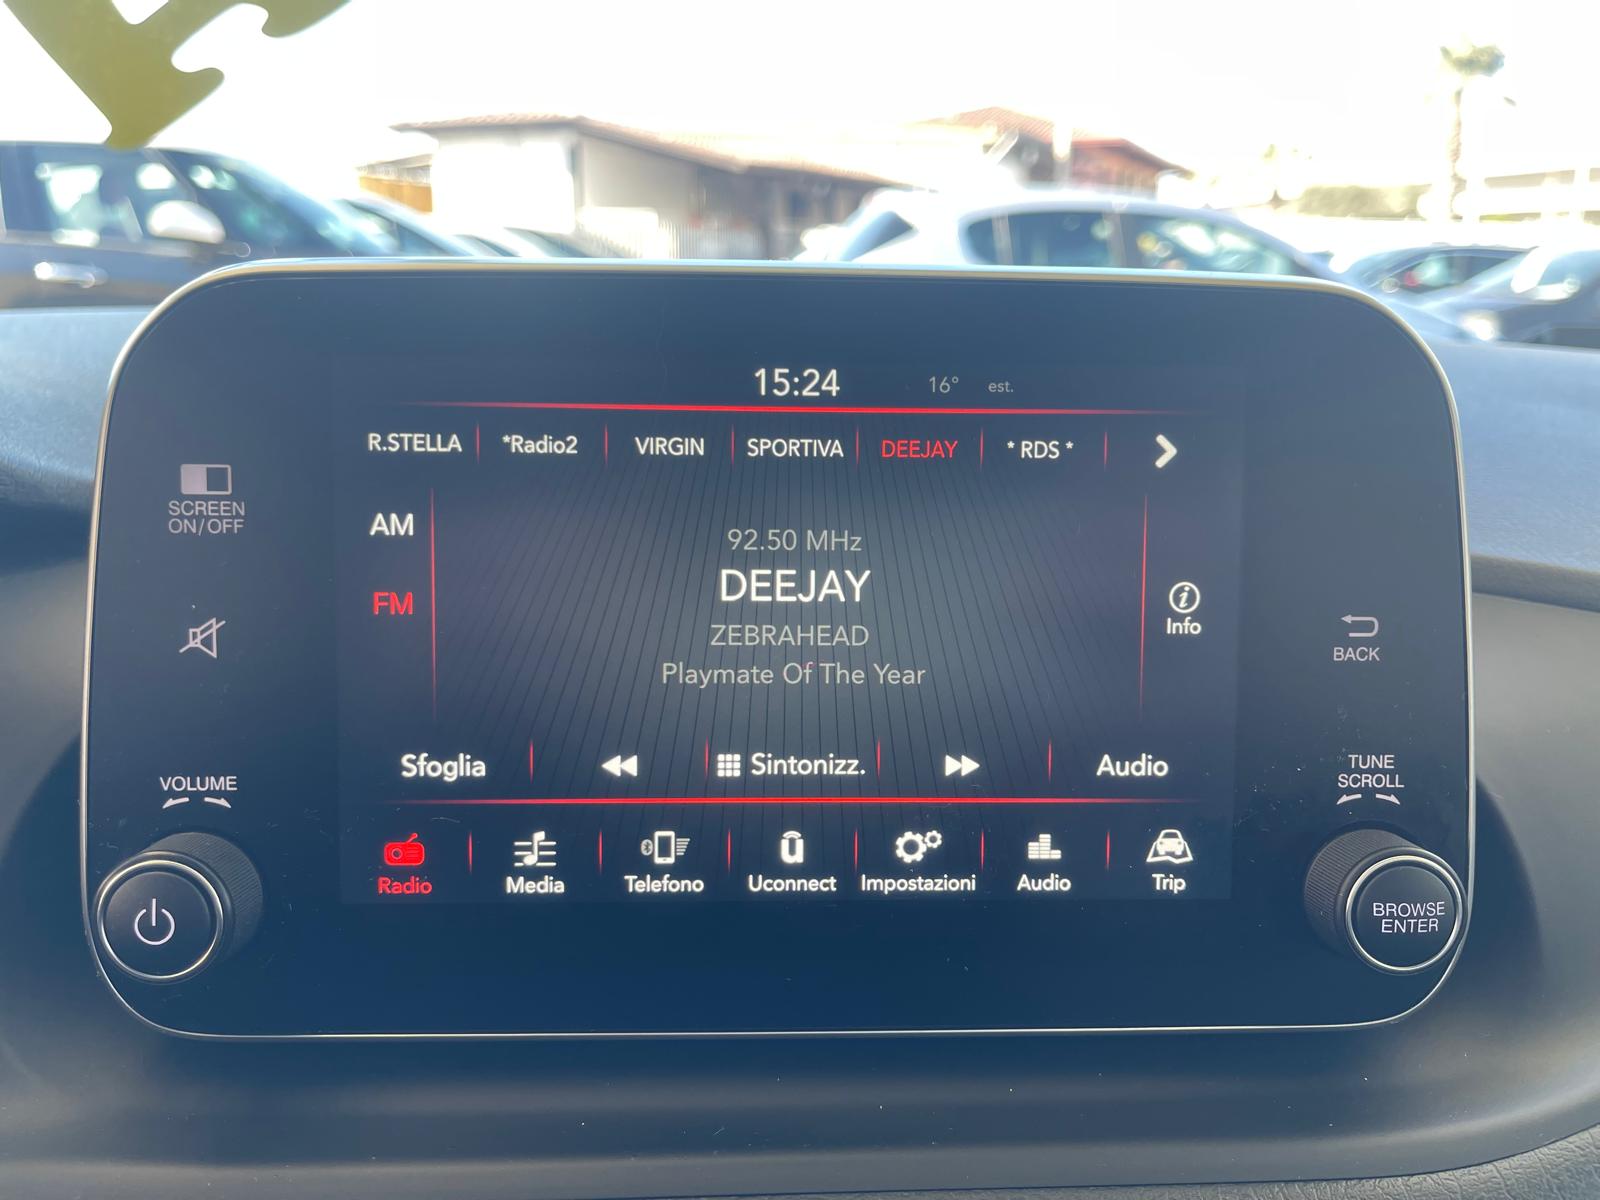 15:24 16° est.
R.STELLA *Radio2 VIRGIN SPORTIVA DEEJAY * RDS *
SCREEN
ON/OFF
AM
FM
92.50 MHz
DEEJAY
ZEBRAHEAD
Playmate Of The Year
Info
BACK
Sfoglia Sintonizz. Audio
VOLUME
TUNE
SCROLL
Radio Media Telefono Uconnect Impostazioni Audio Trip
BROWSE
ENTER